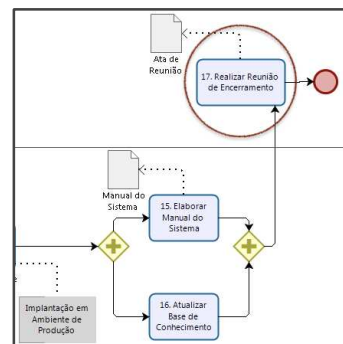 Ata de
Reunião
17. Realizar Reunião
de Encerramento
Manual do
Sistema
15. Elaborar
Manual do
Sistema
16. Atualizar
Base de
Conhecimento
Implantação em
Ambiente de
Produção